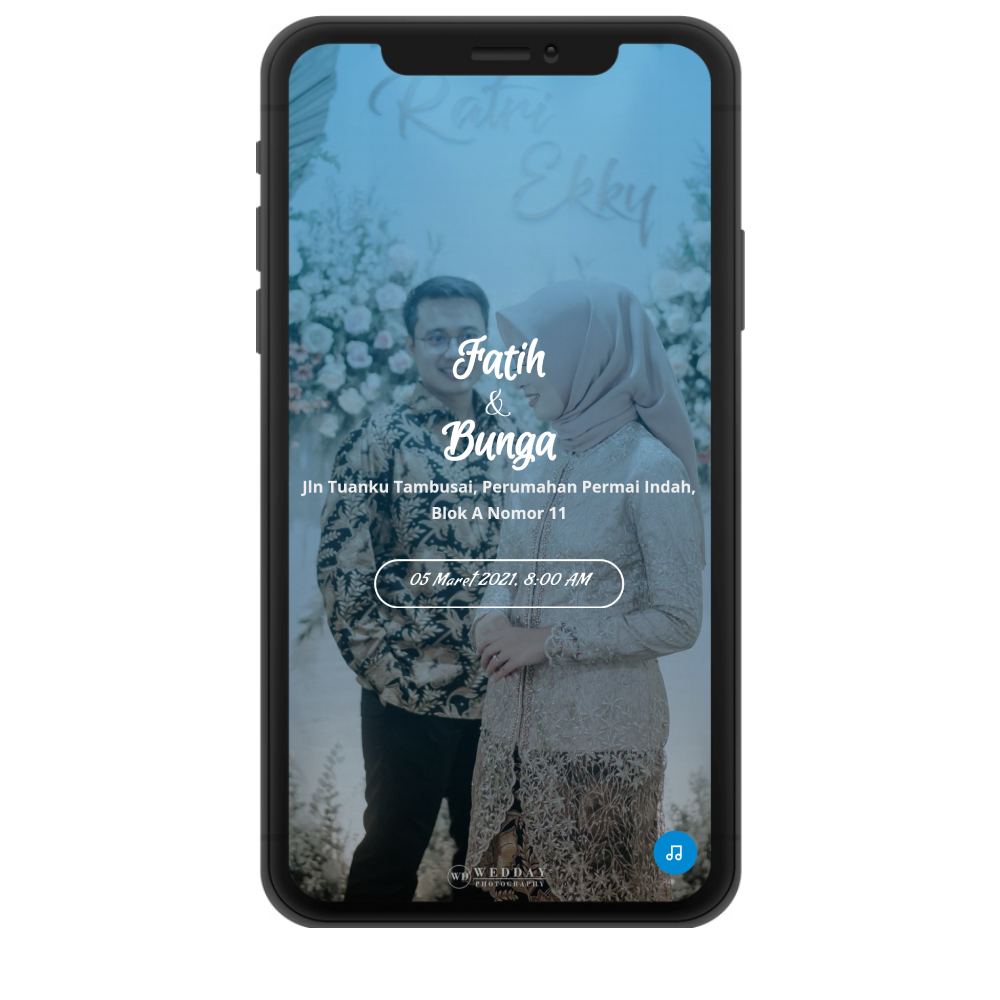 Ratri
Ekky
Fatih
&
Bunga
Jln Tuanku Tambusai, Perumahan Permai Indah,
Blok A Nomor 11
05 Maret 2021, 8:00 AM
WD WEDDAY
PHOTOGRAPHY